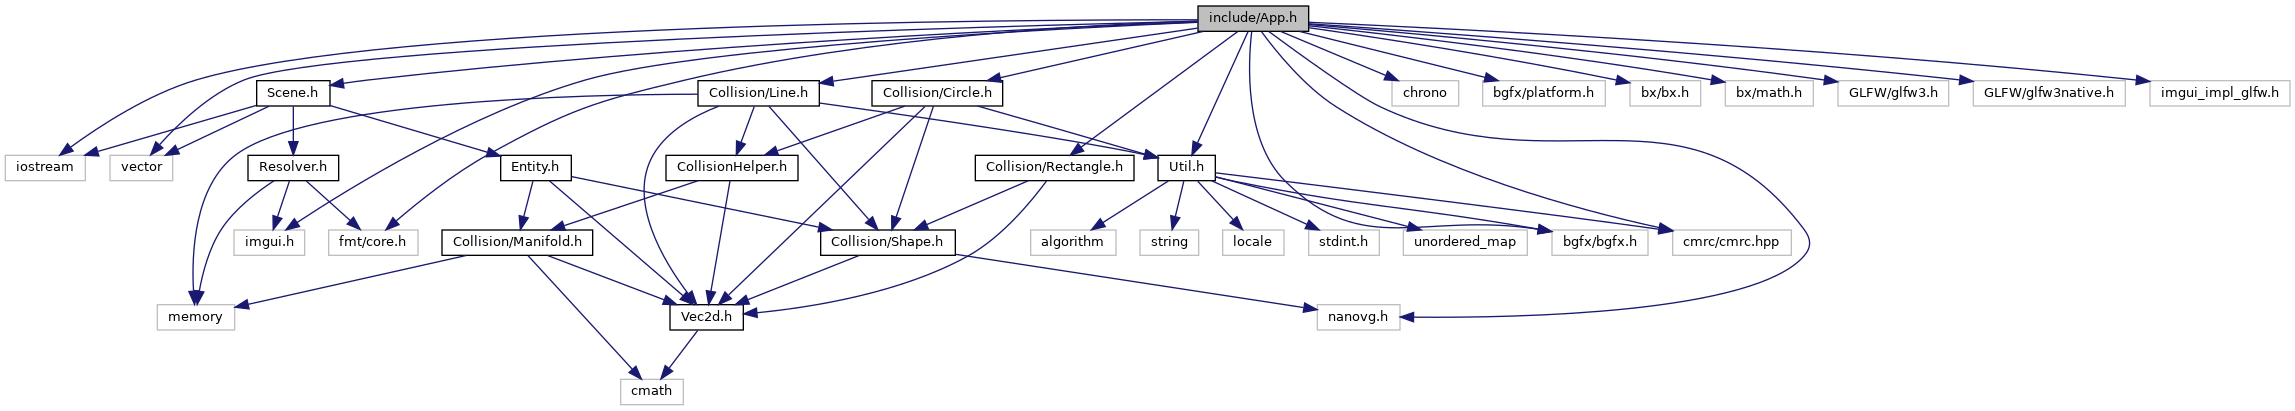 include/App.h
Scene.h
Collision/Line.h
Collision/Circle.h
chrono
bgfx/platform.h
bx/bx.h
bx/math.h
GLFW/glfw3.h
GLFW/glfw3native.h
imgui_impl_glfw.h
iostream
vector
Resolver.h
Entity.h
CollisionHelper.h
Collision/Rectangle.h
Util.h
imgui.h
fmt/core.h
Collision/Manifold.h
Collision/Shape.h
algorithm
string
locale
stdint.h
unordered_map
bgfx/bgfx.h
cmrc/cmrc.hpp
memory
Vec2d.h
nanovg.h
cmath